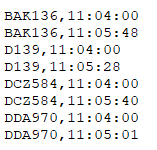 BAK136,11:04:00
BAK136,11:05:48
D139,11:04:00
D139,11:05:28
DCZ584,11:04:00
DCZ584,11:05:40
DDA970,11:04:00
DDA970,11:05:01